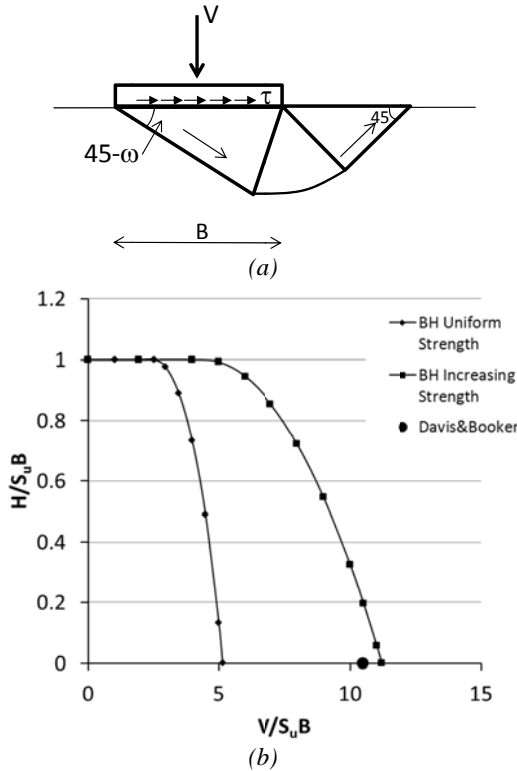 V
τ
45-ω
45
B
(a)
1.2
1
0.8
0.6
0.4
0.2
0
H/SuB
BH Uniform
Strength
BH Increasing
Strength
Davis&Booker
0 5 10 15
V/SuB
(b)